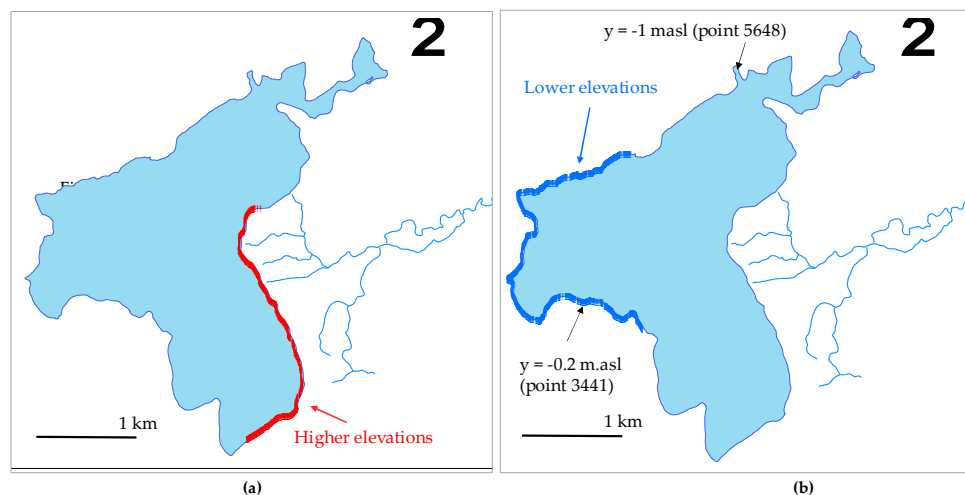 2
Higher elevations
1 km
(a)
y = -1 masl (point 5648)
2
Lower elevations
y = -0.2 m.asl
(point 3441)
1 km
(b)